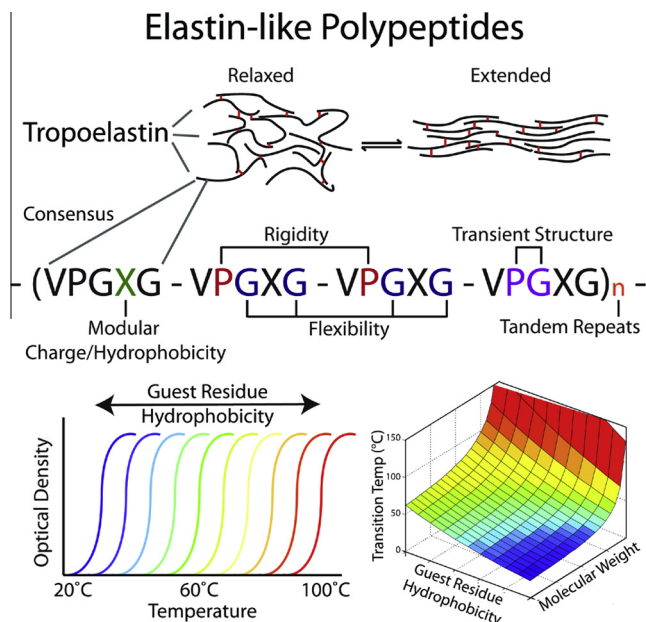 Elastin-like Polypeptides
Relaxed
Extended
Tropoelastin
Consensus
Rigidity
Transient Structure
-(VPGXG - VPGXG - VPGXG - VPGXG)n -
Modular
Charge/Hydrophobicity
Flexibility
Tandem Repeats
Guest Residue
Hydrophobicity
Optical Density
20°C
60°C
100°C
Temperature
Transition Temp (°C)
150
100
50
0
Guest Residue
Hydrophobicity
Molecular Weight